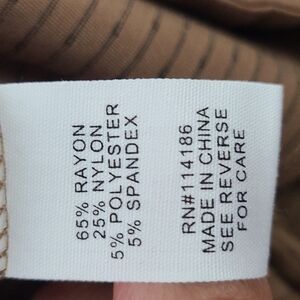 65% RAYON
25% NYLON
5% POLYESTER
5% SPANDEX
RN#114186
MADE IN CHINA
SEE REVERSE
FOR CARE